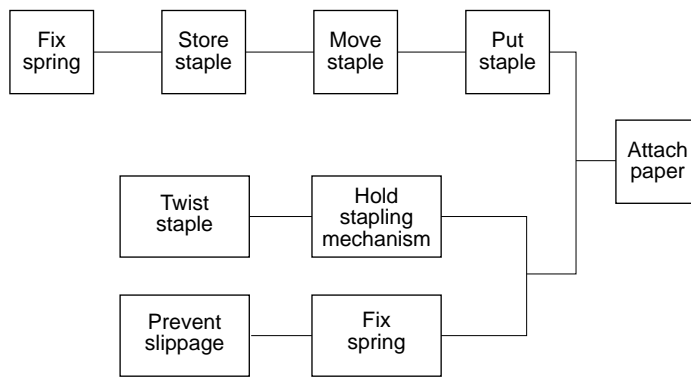 Fix
spring
Store
staple
Move
staple
Put
staple
Attach
paper
Twist
staple
Hold
stapling
mechanism
Prevent
slippage
Fix
spring